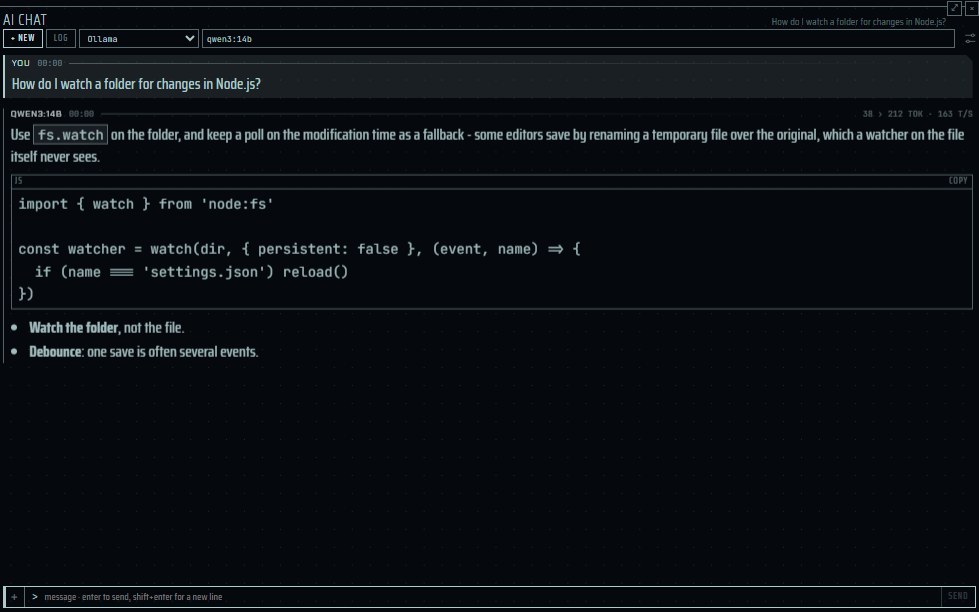 AI CHAT
How do I watch a folder for changes in Node.js?
+ NEW
LOG
Ollama
qwen3:14b
YOU 00:00
How do I watch a folder for changes in Node.js?
QWEN3:14B 00:00
38 > 212 TOK · 163 T/S
Use fs.watch on the folder, and keep a poll on the modification time as a fallback - some editors save by renaming a temporary file over the original, which a watcher on the file
itself never sees.
JS
COPY
import { watch } from 'node:fs'
const watcher = watch(dir, { persistent: false }, (event, name) => {
if (name === 'settings.json') reload()
})
• Watch the folder, not the file.
• Debounce: one save is often several events.
+
> message · enter to send, shift+enter for a new line
SEND